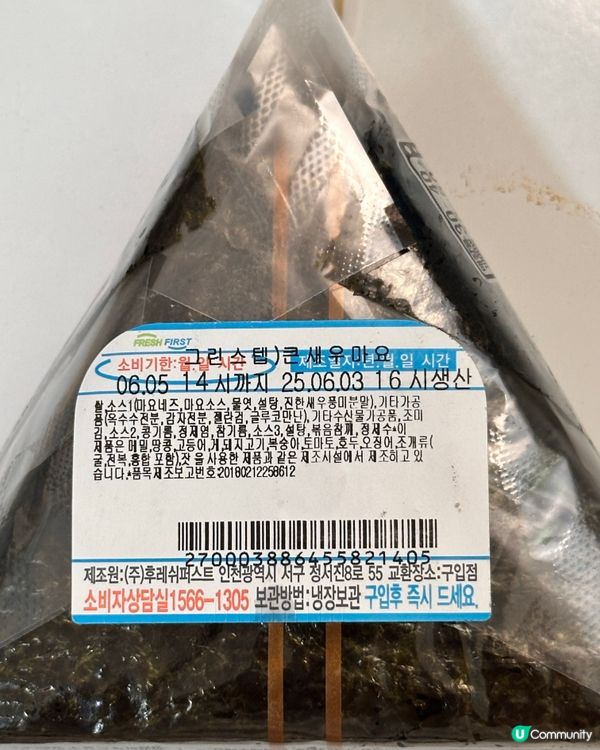 FRESH FIRST
그리스텔)큰새우마요
소비기한:월.일 시간 제조일자:년.월.일 시간
06.05 14 시까지 25.06.03 16 시생산
소스1(마요네즈,마요소스,물엿,설탕,진한새우풍미분말),기타가공
품(옥수수전분,감자전분,젤란검,글루코만난),기타수산물가공품,조미
김,소스2,콩기름,정제염,참기름,소스3,설탕,볶음참깨,정제수*이
제품은 메밀,땅콩,고등어,게,돼지고기,복숭아,토마토,호두,오징어,조개류(
굴,전복,홍합 포함),잣 을 사용한 제품과 같은 제조시설에서 제조하고 있
습니다.*품목제조보고번호:20180212258612
270003886455821405
제조원:(주)후레쉬퍼스트 인천광역시 서구 정서진8로 55 교환장소:구입점
소비자상담실1566-1305 보관방법:냉장보관 구입후 즉시 드세요.
U Community